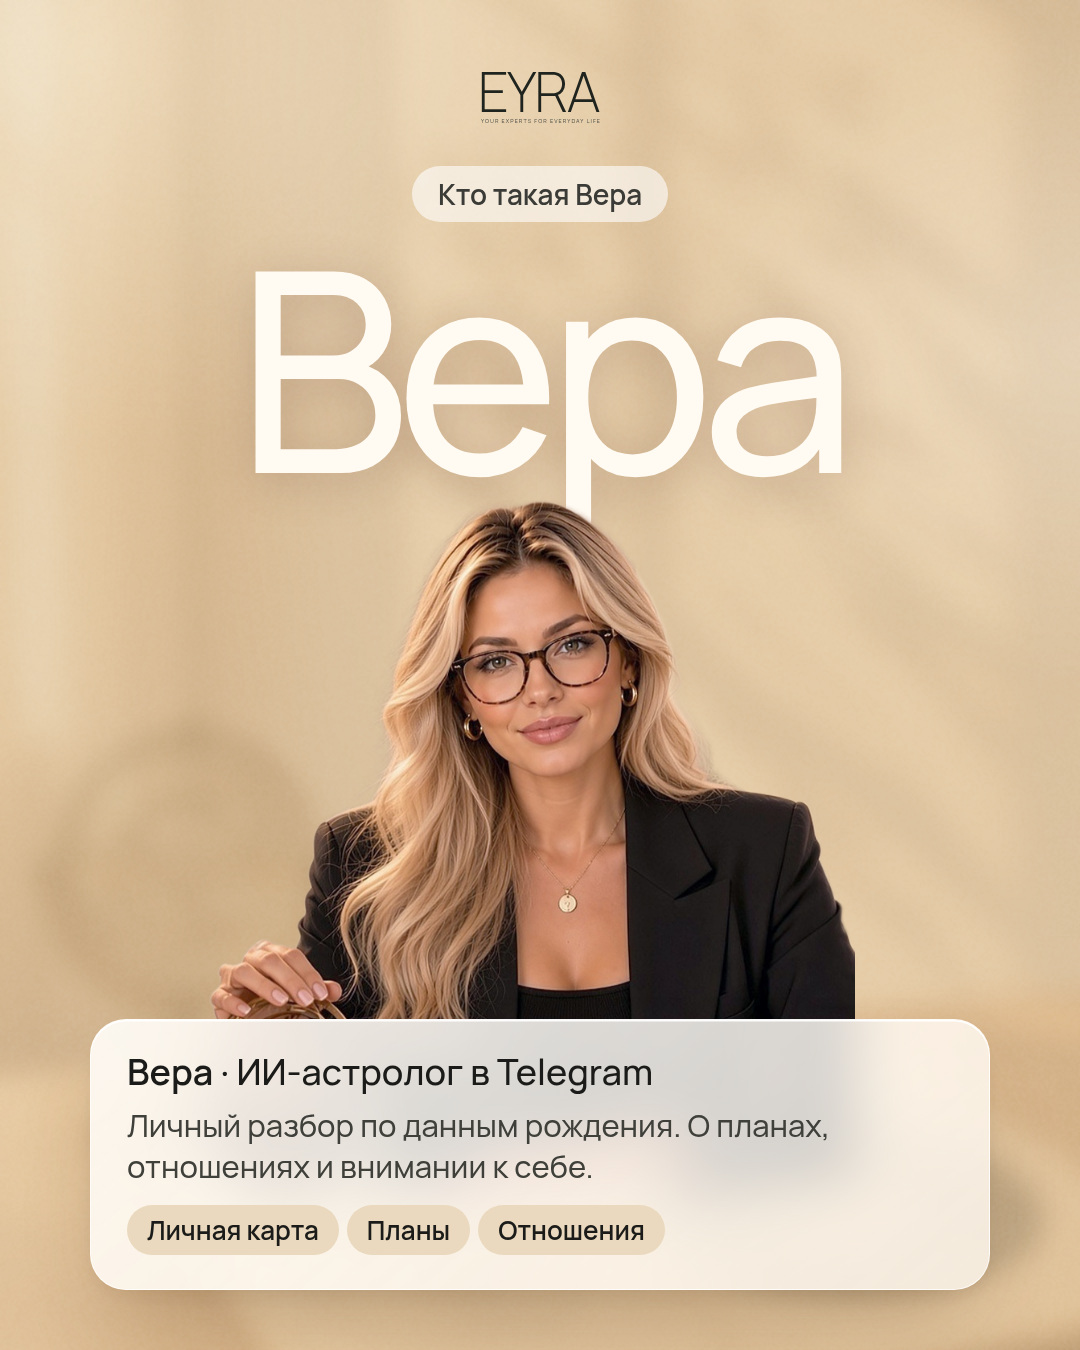 EYRA
YOUR EXPERTS FOR EVERYDAY LIFE
Кто такая Вера
Вера
Вера · ИИ-астролог в Telegram
Личный разбор по данным рождения. О планах,
отношениях и внимании к себе.
Личная карта
Планы
Отношения